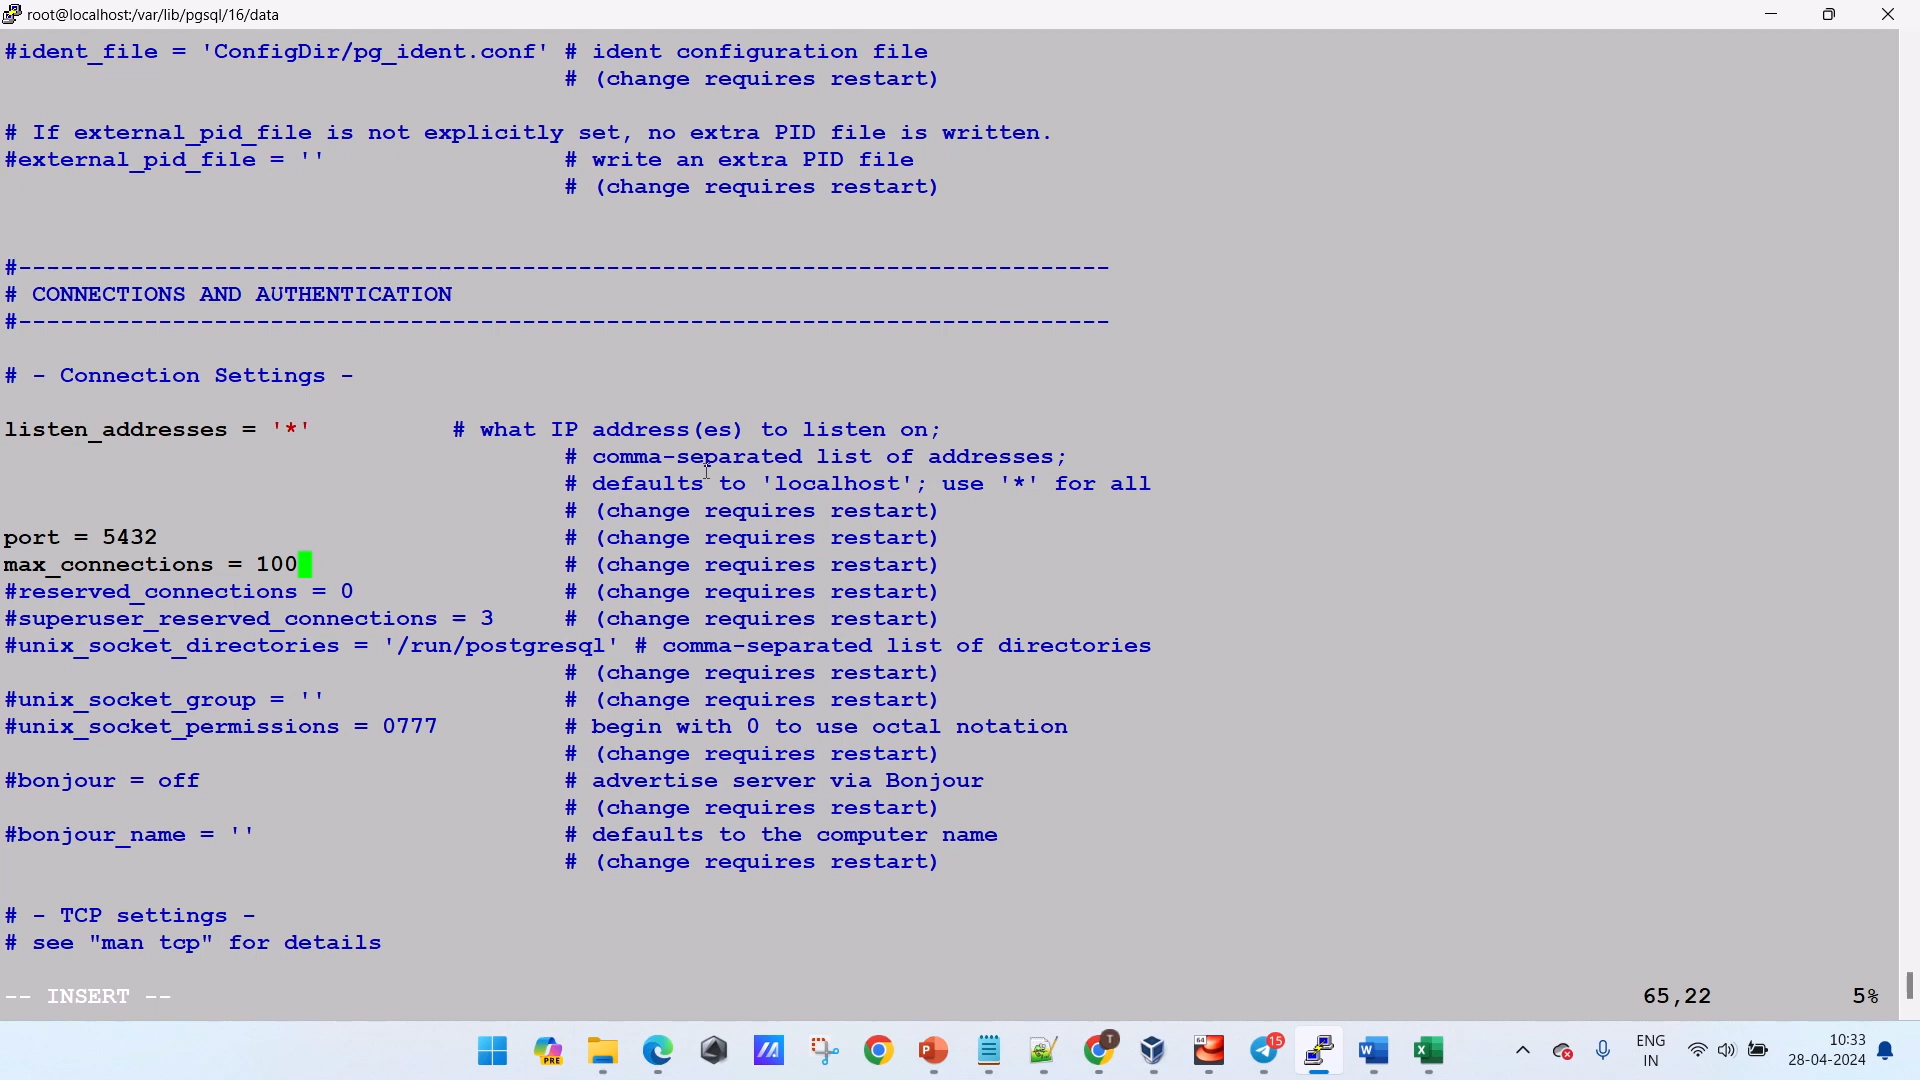 root@localhost:/var/lib/pgsql/16/data
#ident_file = 'ConfigDir/pg_ident.conf' # ident configuration file
# (change requires restart)
# If external_pid_file is not explicitly set, no extra PID file is written.
#external_pid_file = '' # write an extra PID file
# (change requires restart)
#------------------------------------------------------------------------------
# CONNECTIONS AND AUTHENTICATION
#------------------------------------------------------------------------------
# - Connection Settings -
listen_addresses = '*' # what IP address(es) to listen on;
# comma-separated list of addresses;
# defaults to 'localhost'; use '*' for all
# (change requires restart)
port = 5432 # (change requires restart)
max_connections = 100 # (change requires restart)
#reserved_connections = 0 # (change requires restart)
#superuser_reserved_connections = 3 # (change requires restart)
#unix_socket_directories = '/run/postgresql' # comma-separated list of directories
# (change requires restart)
#unix_socket_group = '' # (change requires restart)
#unix_socket_permissions = 0777 # begin with 0 to use octal notation
# (change requires restart)
#bonjour = off # advertise server via Bonjour
# (change requires restart)
#bonjour_name = '' # defaults to the computer name
# (change requires restart)
# - TCP settings -
# see "man tcp" for details
-- INSERT -- 65,22 5%
PRE
T
64
15
ENG
IN
10:33
28-04-2024